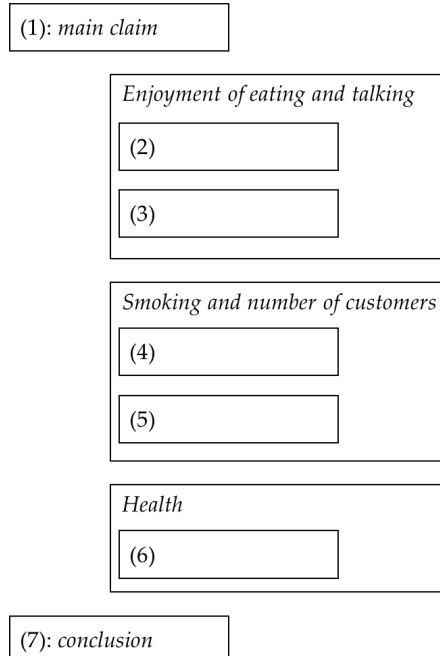 (1): main claim
Enjoyment of eating and talking
(2)
(3)
Smoking and number of customers
(4)
(5)
Health
(6)
(7): conclusion